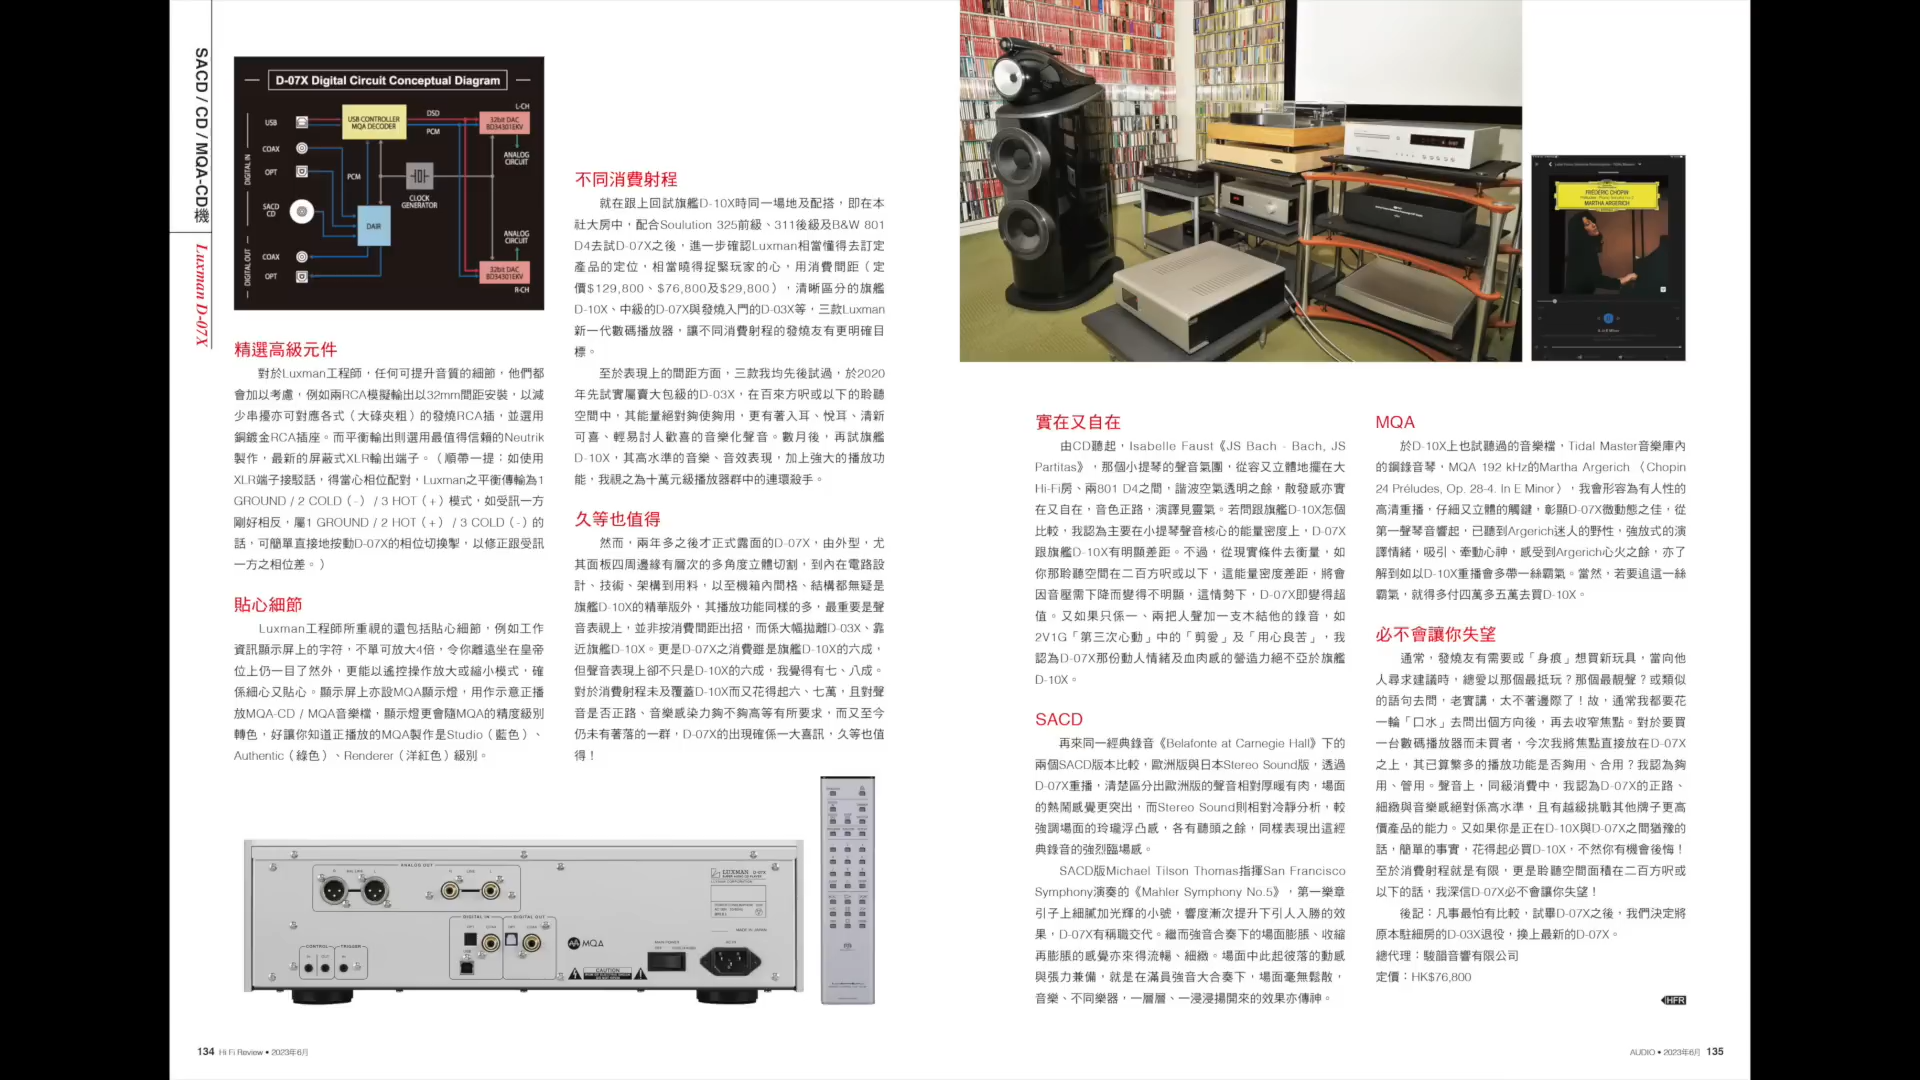 SACD / CD / MQA-CD機
Luxman D-07X
D-07X Digital Circuit Conceptual Diagram
DIGITAL IN
USB
COAX
OPT
SACD
CD
DIGITAL OUT
COAX
OPT
USB CONTROLLER
MQA DECODER
DSD
PCM
PCM
CLOCK
GENERATOR
DAIR
L-CH
32bit DAC
BD34301EKV
ANALOG
CIRCUIT
ANALOG
CIRCUIT
32bit DAC
BD34301EKV
R-CH
精選高級元件
對於Luxman工程師，任何可提升音質的細節，他們都
會加以考慮，例如兩RCA模擬輸出以32mm間距安裝，以減
少串擾亦可對應各式（大碌夾粗）的發燒RCA插，並選用
銅鍍金RCA插座。而平衡輸出則選用最值得信賴的Neutrik
製作，最新的屏蔽式XLR輸出端子。（順帶一提：如使用
XLR端子接駁話，得當心相位配對，Luxman之平衡傳輸為1
GROUND / 2 COLD（-） / 3 HOT（+）模式，如受訊一方
剛好相反，屬1 GROUND / 2 HOT（+） / 3 COLD（-）的
話，可簡單直接地按動D-07X的相位切換掣，以修正跟受訊
一方之相位差。）
貼心細節
Luxman工程師所重視的還包括貼心細節，例如工作
資訊顯示屏上的字符，不單可放大4倍，令你離遠坐在皇帝
位上仍一目了然外，更能以遙控操作放大或縮小模式，確
係細心又貼心。顯示屏上亦設MQA顯示燈，用作示意正播
放MQA-CD / MQA音樂檔，顯示燈更會隨MQA的精度級別
轉色，好讓你知道正播放的MQA製作是Studio（藍色）、
Authentic（綠色）、Renderer（洋紅色）級別。
不同消費射程
就在跟上回試旗艦D-10X時同一場地及配搭，即在本
社大房中，配合Soulution 325前級、311後級及B&W 801
D4去試D-07X之後，進一步確認Luxman相當懂得去訂定
產品的定位，相當曉得捉緊玩家的心，用消費間距（定
價$129,800、$76,800及$29,800），清晰區分的旗艦
D-10X、中級的D-07X與發燒入門的D-03X等，三款Luxman
新一代數碼播放器，讓不同消費射程的發燒友有更明確目
標。
至於表現上的間距方面，三款我均先後試過，於2020
年先試實屬賣大包級的D-03X，在百來方呎或以下的聆聽
空間中，其能量絕對夠使夠用，更有著入耳、悅耳、清新
可喜、輕易討人歡喜的音樂化聲音。數月後，再試旗艦
D-10X，其高水準的音樂、音效表現，加上強大的播放功
能，我視之為十萬元級播放器群中的連環殺手。
久等也值得
然而，兩年多之後才正式露面的D-07X，由外型，尤
其面板四周邊緣有層次的多角度立體切割，到內在電路設
計、技術、架構到用料，以至機箱內間格、結構都無疑是
旗艦D-10X的精華版外，其播放功能同樣的多，最重要是聲
音表視上，並非按消費間距出招，而係大幅拋離D-03X、靠
近旗艦D-10X。更是D-07X之消費雖是旗艦D-10X的六成，
但聲音表現上卻不只是D-10X的六成，我覺得有七、八成。
對於消費射程未及覆蓋D-10X而又花得起六、七萬，且對聲
音是否正路、音樂感染力夠不夠高等有所要求，而又至今
仍未有著落的一群，D-07X的出現確係一大喜訊，久等也值
得！
ANALOG OUT
LINE
DIGITAL IN
DIGITAL OUT
CONTROL
TRIGGER
MQA
LUXMAN D-07X
MADE IN JAPAN
CAUTION
134 Hi Fi Review • 2023年6月
FRÉDÉRIC CHOPIN
MARTHA ARGERICH
實在又自在
由CD聽起，Isabelle Faust《JS Bach - Bach, JS
Partitas》，那個小提琴的聲音氣團，從容又立體地擺在大
Hi-Fi房、兩801 D4之間，諧波空氣透明之餘，散發感亦實
在又自在，音色正路，演譯見靈氣。若問跟旗艦D-10X怎個
比較，我認為主要在小提琴聲音核心的能量密度上，D-07X
跟旗艦D-10X有明顯差距。不過，從現實條件去衡量，如
你那聆聽空間在二百方呎或以下，這能量密度差距，將會
因音壓需下降而變得不明顯，這情勢下，D-07X即變得超
值。又如果只係一、兩把人聲加一支木結他的錄音，如
2V1G「第三次心動」中的「剪愛」及「用心良苦」，我
認為D-07X那份動人情緒及血肉感的營造力絕不亞於旗艦
D-10X。
SACD
再來同一經典錄音《Belafonte at Carnegie Hall》下的
兩個SACD版本比較，歐洲版與日本Stereo Sound版，透過
D-07X重播，清楚區分出歐洲版的聲音相對厚暖有肉，場面
的熱鬧感覺更突出，而Stereo Sound則相對冷靜分析，較
強調場面的玲瓏浮凸感，各有聽頭之餘，同樣表現出這經
典錄音的強烈臨場感。
SACD版Michael Tilson Thomas指揮San Francisco
Symphony演奏的《Mahler Symphony No.5》，第一樂章
引子上細膩加光輝的小號，響度漸次提升下引人入勝的效
果，D-07X有稱職交代。繼而強音合奏下的場面膨脹、收縮
再膨脹的感覺亦來得流暢、細緻。場面中此起彼落的動感
與張力兼備，就是在滿員強音大合奏下，場面毫無鬆散，
音樂、不同樂器，一層層、一浸浸揚開來的效果亦傳神。
MQA
於D-10X上也試聽過的音樂檔，Tidal Master音樂庫內
的鋼錄音琴，MQA 192 kHz的Martha Argerich 〈Chopin
24 Préludes, Op. 28-4. In E Minor〉，我會形容為有人性的
高清重播，仔細又立體的觸鍵，彰顯D-07X微動態之佳，從
第一聲琴音響起，已聽到Argerich迷人的野性，強放式的演
譯情緒，吸引、牽動心神，感受到Argerich心火之餘，亦了
解到如以D-10X重播會多帶一絲霸氣。當然，若要追這一絲
霸氣，就得多付四萬多五萬去買D-10X。
必不會讓你失望
通常，發燒友有需要或「身痕」想買新玩具，當向他
人尋求建議時，總愛以那個最抵玩？那個最靚聲？或類似
的語句去問，老實講，太不著邊際了！故，通常我都要花
一輪「口水」去問出個方向後，再去收窄焦點。對於要買
一台數碼播放器而未買者，今次我將焦點直接放在D-07X
之上，其已算繁多的播放功能是否夠用、合用？我認為夠
用、管用。聲音上，同級消費中，我認為D-07X的正路、
細緻與音樂感絕對係高水準，且有越級挑戰其他牌子更高
價產品的能力。又如果你是正在D-10X與D-07X之間猶豫的
話，簡單的事實，花得起必買D-10X，不然你有機會後悔！
至於消費射程就是有限，更是聆聽空間面積在二百方呎或
以下的話，我深信D-07X必不會讓你失望！
後記：凡事最怕有比較，試畢D-07X之後，我們決定將
原本駐細房的D-03X退役，換上最新的D-07X。
總代理：駿韻音響有限公司
定價：HK$76,800
HFR
AUDIO • 2023年6月 135